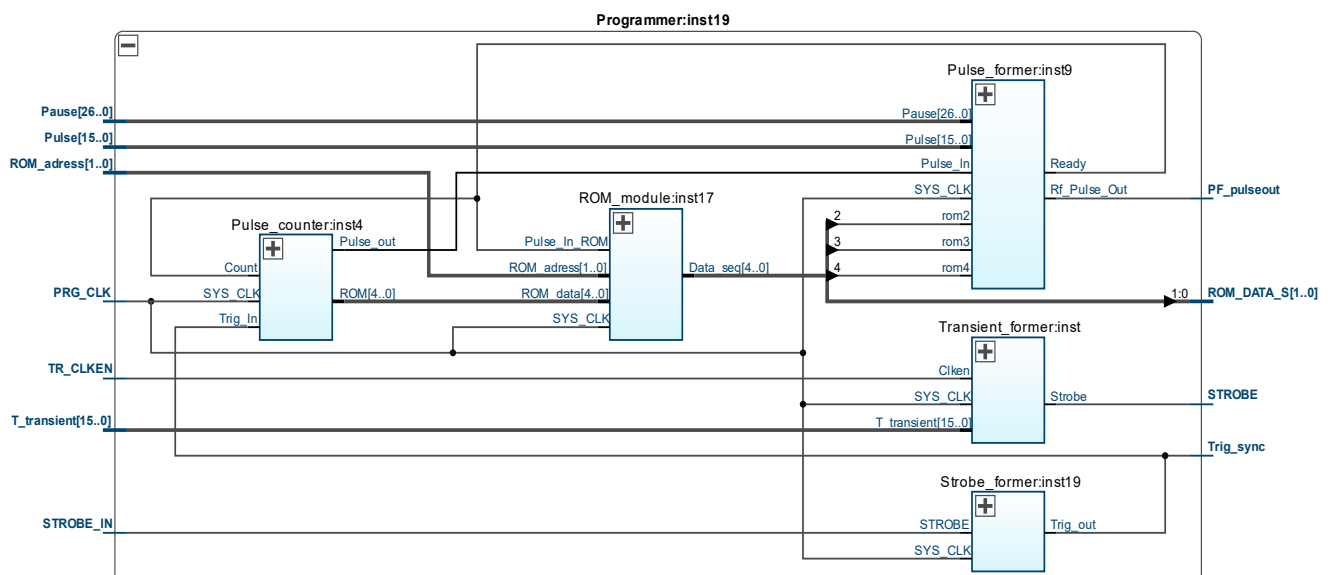 Programmer:inst19
Pulse_former:inst9
Pause[26..0]
Pause[26..0]
Pulse[15..0]
Pulse[15..0]
ROM_adress[1..0]
Pulse_In
Ready
SYS_CLK
Rf_Pulse_Out
PF_pulseout
ROM_module:inst17
2
rom2
Pulse_counter:inst4
Pulse_out
Pulse_In_ROM
3
rom3
Count
ROM_adress[1..0]
Data_seq[4..0]
4
rom4
PRG_CLK
SYS_CLK
ROM[4..0]
ROM_data[4..0]
1:0
ROM_DATA_S[1..0]
Trig_In
SYS_CLK
Transient_former:inst
TR_CLKEN
Clken
SYS_CLK
Strobe
STROBE
T_transient[15..0]
T_transient[15..0]
Trig_sync
Strobe_former:inst19
STROBE_IN
STROBE
Trig_out
SYS_CLK